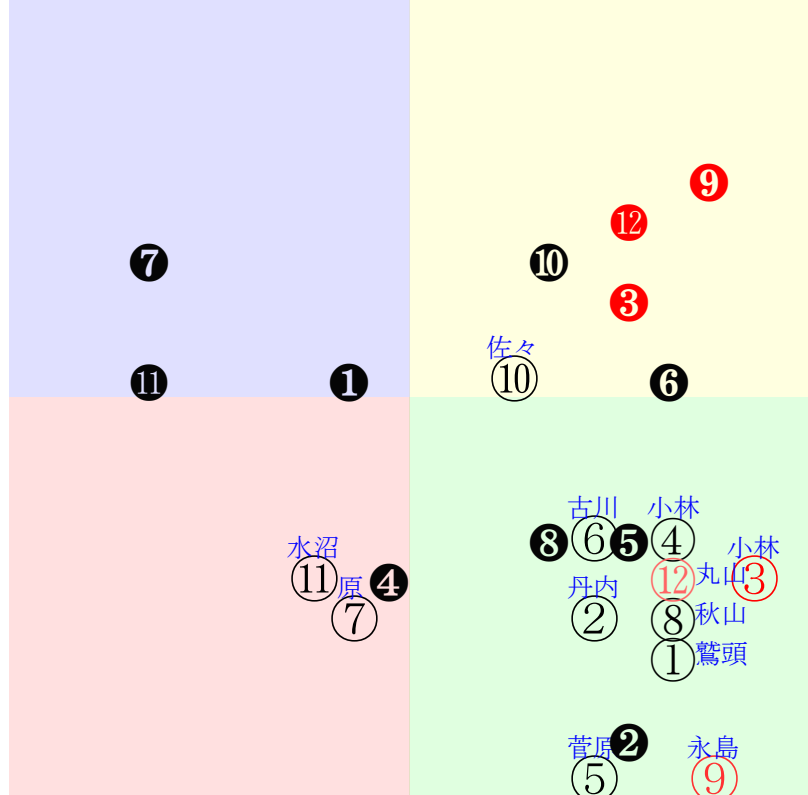 ❾
⓬
❼
❿
❸
佐々
⓫
❶
⑩
❻
古川
小林
❽
⑥
❺
④
水沼
小林
⑪
原
❹
丹内
⑫
丸山
③
⑦
②
⑧
秋山
①
鷲頭
菅原
❷
永島
⑤
⑨